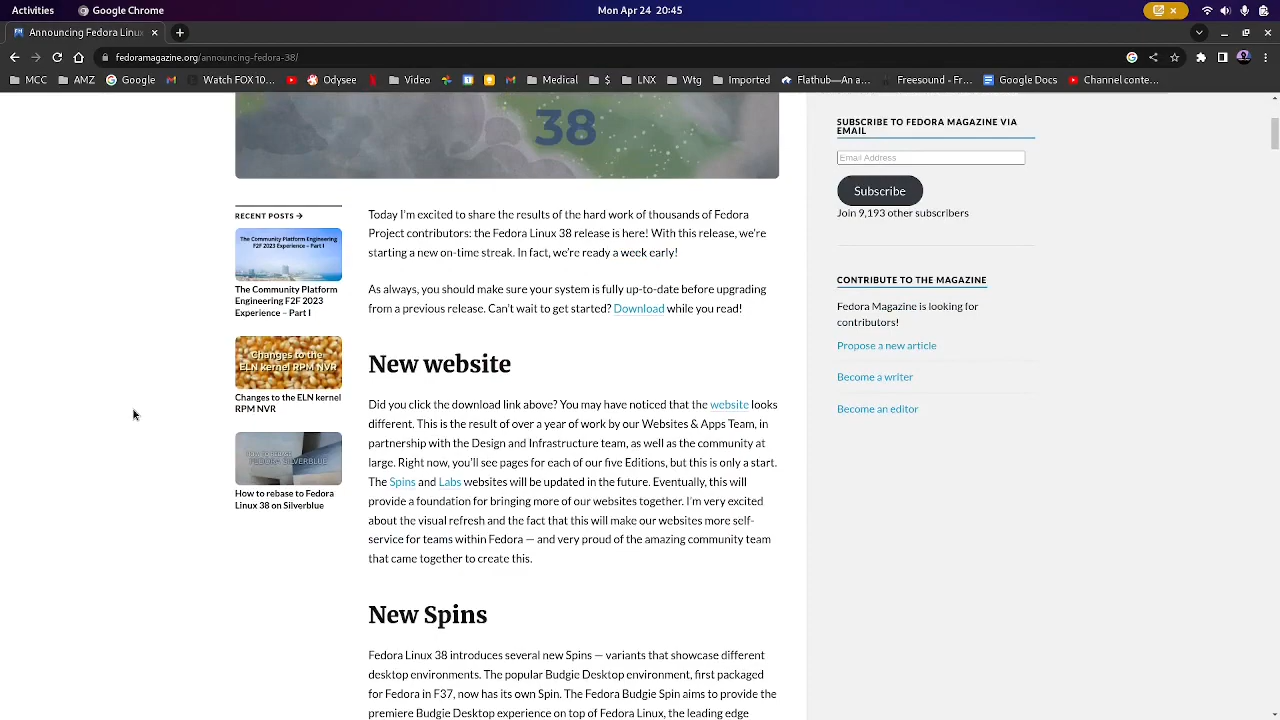 Activities
Google Chrome
Mon Apr 24 20:45
Announcing Fedora Linux
fedoramagazine.org/announcing-fedora-38/
MCC
AMZ
Google
Watch FOX 10…
Odysee
Video
Medical
$
LNX
Wtg
Imported
Flathub—An a…
Freesound - Fr…
Google Docs
Channel conte…
38
RECENT POSTS →
The Community Platform Engineering
F2F 2023 Experience – Part I
The Community Platform
Engineering F2F 2023
Experience – Part I
Changes to the
ELN kernel RPM NVR
Changes to the ELN kernel
RPM NVR
FEDORA SILVERBLUE
How to rebase to Fedora
Linux 38 on Silverblue
Today I'm excited to share the results of the hard work of thousands of Fedora
Project contributors: the Fedora Linux 38 release is here! With this release, we're
starting a new on-time streak. In fact, we're ready a week early!
As always, you should make sure your system is fully up-to-date before upgrading
from a previous release. Can't wait to get started? Download while you read!
New website
Did you click the download link above? You may have noticed that the website looks
different. This is the result of over a year of work by our Websites & Apps Team, in
partnership with the Design and Infrastructure team, as well as the community at
large. Right now, you'll see pages for each of our five Editions, but this is only a start.
The Spins and Labs websites will be updated in the future. Eventually, this will
provide a foundation for bringing more of our websites together. I'm very excited
about the visual refresh and the fact that this will make our websites more self-
service for teams within Fedora — and very proud of the amazing community team
that came together to create this.
New Spins
Fedora Linux 38 introduces several new Spins — variants that showcase different
desktop environments. The popular Budgie Desktop environment, first packaged
for Fedora in F37, now has its own Spin. The Fedora Budgie Spin aims to provide the
premiere Budgie Desktop experience on top of Fedora Linux, the leading edge
SUBSCRIBE TO FEDORA MAGAZINE VIA
EMAIL
Email Address
Subscribe
Join 9,193 other subscribers
CONTRIBUTE TO THE MAGAZINE
Fedora Magazine is looking for
contributors!
Propose a new article
Become a writer
Become an editor